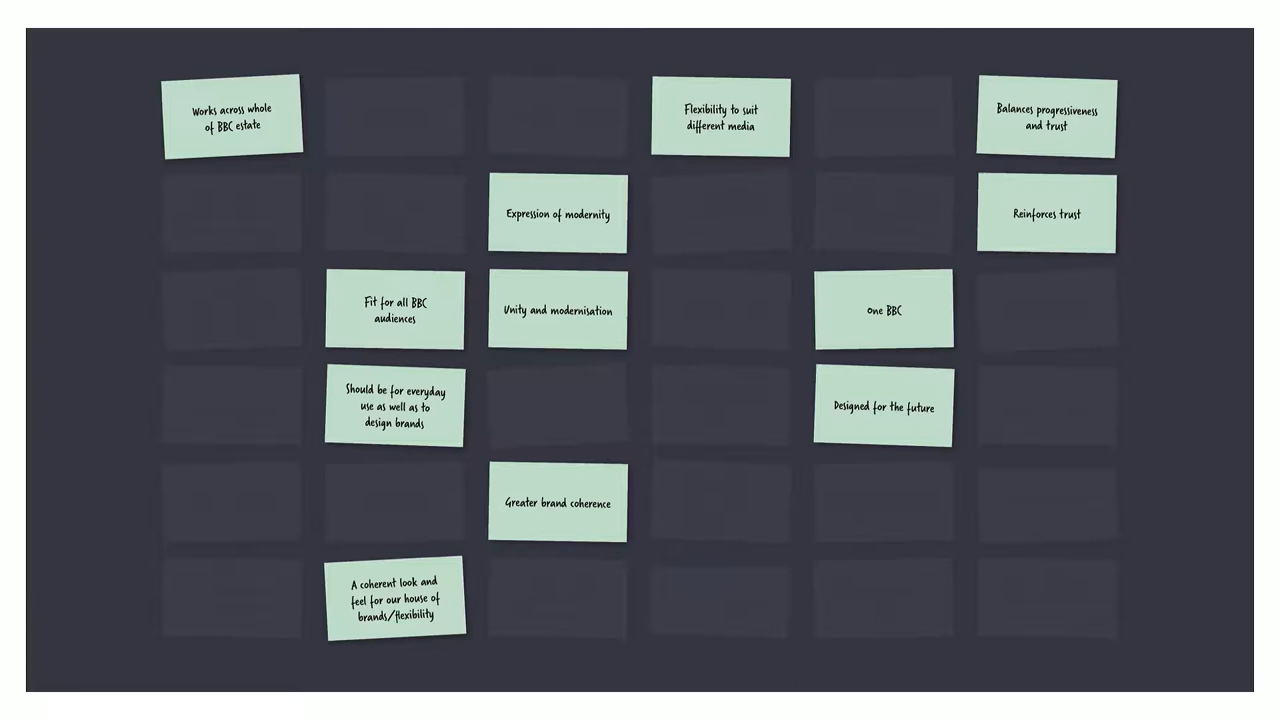 Works across whole
of BBC estate
Flexibility to suit
different media
Balances progressiveness
and trust
Expression of modernity
Reinforces trust
Fit for all BBC
audiences
Unity and modernisation
One BBC
Should be for everyday
use as well as to
design brands
Designed for the future
Greater brand coherence
A coherent look and
feel for our house of
brands/flexibility